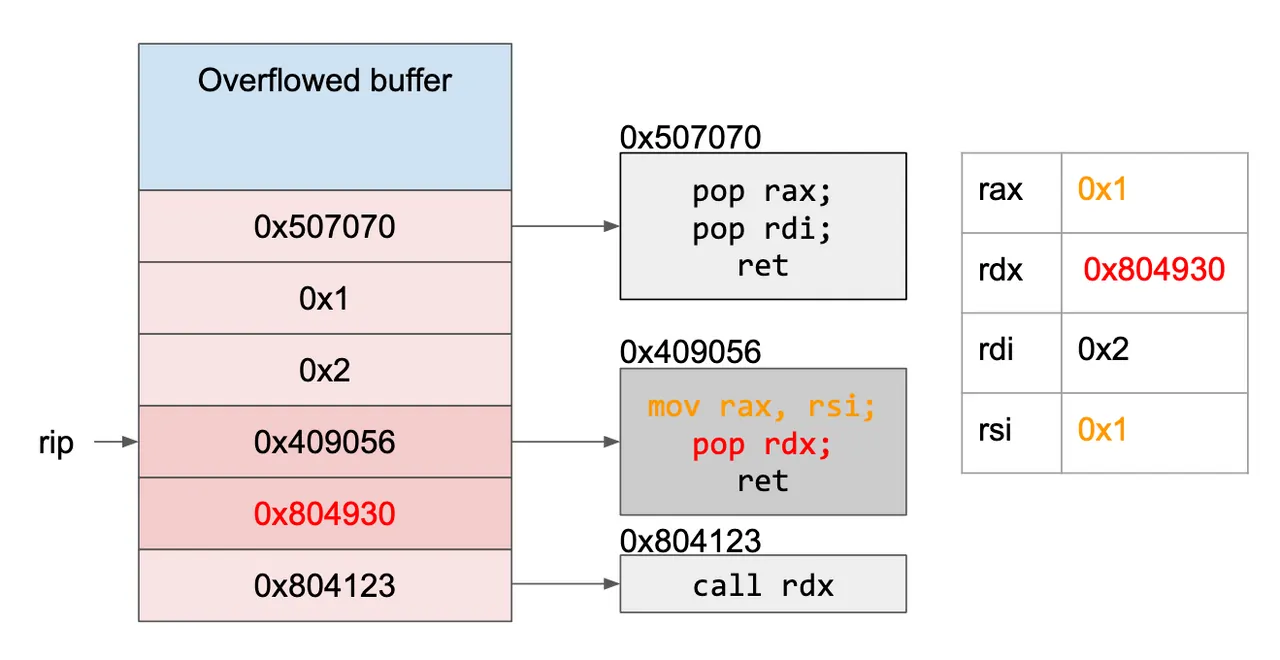 Overflowed buffer
0x507070
0x1
0x2
rip
0x409056
0x804930
0x804123
0x507070
pop rax;
pop rdi;
ret
0x409056
mov rax, rsi;
pop rdx;
ret
0x804123
call rdx
rax 0x1
rdx 0x804930
rdi 0x2
rsi 0x1